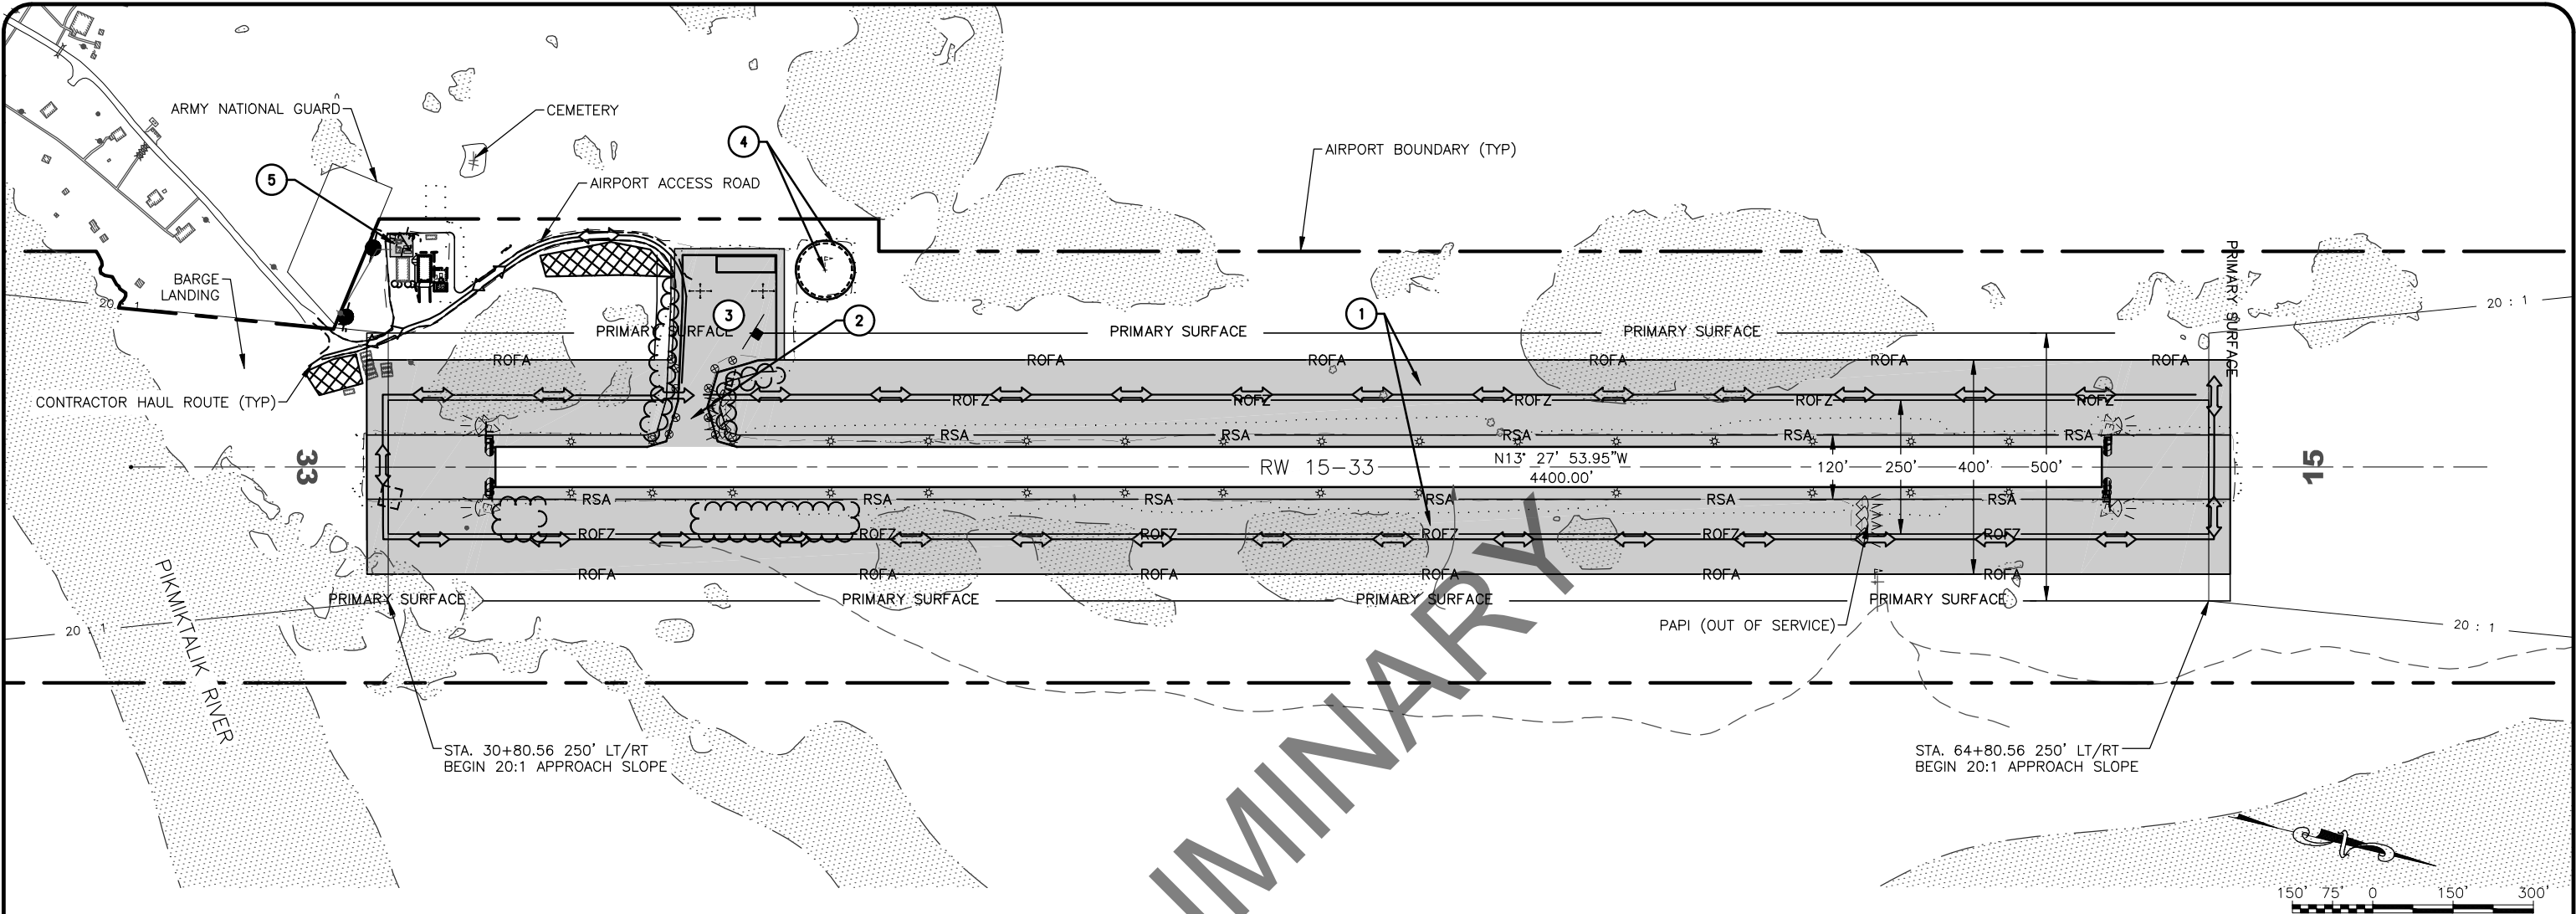 ARMY NATIONAL GUARD
CEMETERY
4
AIRPORT BOUNDARY (TYP)
5
AIRPORT ACCESS ROAD
BARGE
LANDING
20 : 1
3
2
1
PRIMARY SURFACE
20 : 1
PRIMARY SURFACE PRIMARY SURFACE PRIMARY SURFACE
ROFA ROFA ROFA ROFA ROFA ROFA
CONTRACTOR HAUL ROUTE (TYP)
ROFZ ROFZ ROFZ ROFZ ROFZ
RSA RSA RSA RSA RSA
33
RW 15-33
N13° 27' 53.95"W
4400.00'
120' 250' 400' 500'
15
RSA RSA RSA RSA RSA RSA
ROFZ ROFZ ROFZ ROFZ ROFZ ROFZ
ROFA ROFA ROFA ROFA ROFA ROFA
PRIMARY SURFACE PRIMARY SURFACE PRIMARY SURFACE PRIMARY SURFACE
20 : 1
PAPI (OUT OF SERVICE)
20 : 1
PIKMIKTALIK RIVER
STA. 30+80.56 250' LT/RT
BEGIN 20:1 APPROACH SLOPE
STA. 64+80.56 250' LT/RT
BEGIN 20:1 APPROACH SLOPE
IMINARY
150' 75' 0 150' 300'